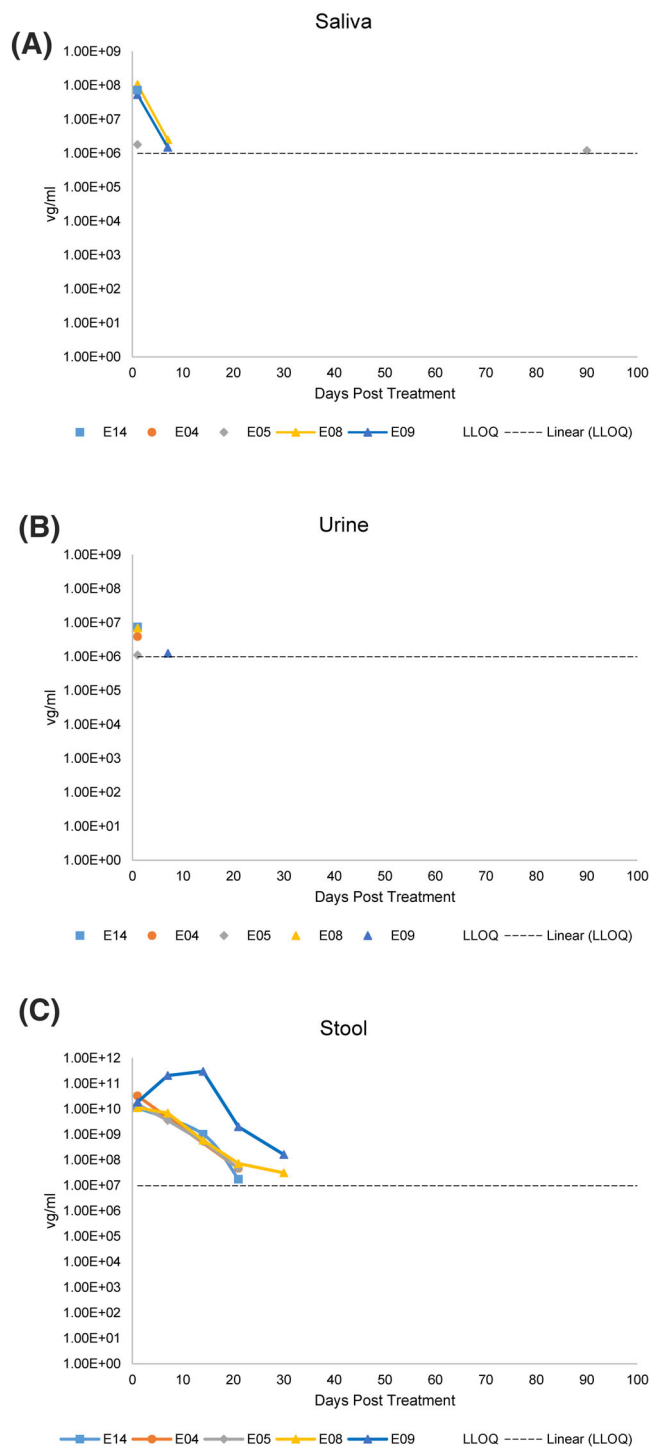 (A)
Saliva
1.00E+09
1.00E+08
1.00E+07
1.00E+06
1.00E+05
1.00E+04
1.00E+03
1.00E+02
1.00E+01
1.00E+00
vg/ml
0 10 20 30 40 50 60 70 80 90 100
Days Post Treatment
E14 E04 E05 E08 E09 LLOQ Linear (LLOQ)
(B)
Urine
1.00E+09
1.00E+08
1.00E+07
1.00E+06
1.00E+05
1.00E+04
1.00E+03
1.00E+02
1.00E+01
1.00E+00
vg/ml
0 10 20 30 40 50 60 70 80 90 100
Days Post Treatment
E14 E04 E05 E08 E09 LLOQ Linear (LLOQ)
(C)
Stool
1.00E+12
1.00E+11
1.00E+10
1.00E+09
1.00E+08
1.00E+07
1.00E+06
1.00E+05
1.00E+04
1.00E+03
1.00E+02
1.00E+01
1.00E+00
vg/ml
0 10 20 30 40 50 60 70 80 90 100
Days Post Treatment
E14 E04 E05 E08 E09 LLOQ Linear (LLOQ)